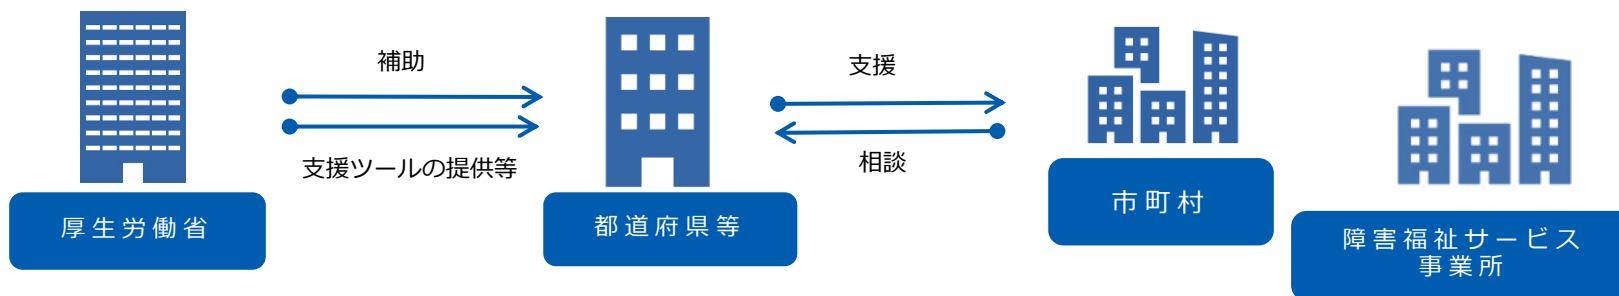 補助
支援
支援ツールの提供等
相談
厚生労働省
都道府県等
市町村
障害福祉サービス
事業所